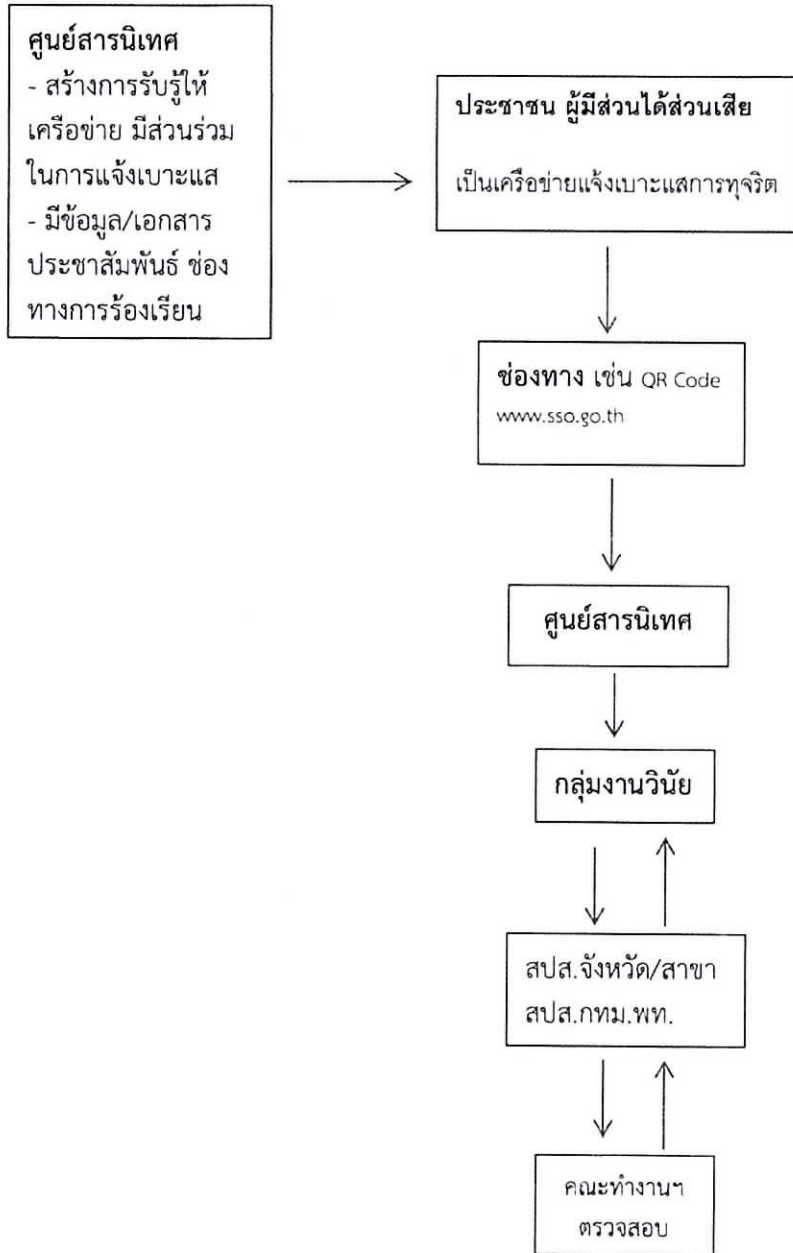 ศูนย์สารนิเทศ
- สร้างการรับรู้ให้
เครือข่าย มีส่วนร่วม
ในการแจ้งเบาะแส
- มีข้อมูล/เอกสาร
ประชาสัมพันธ์ ช่อง
ทางการร้องเรียน
ประชาชน ผู้มีส่วนได้ส่วนเสีย
เป็นเครือข่ายแจ้งเบาะแสการทุจริต
ช่องทาง เช่น QR Code
www.sso.go.th
ศูนย์สารนิเทศ
กลุ่มงานวินัย
สปส.จังหวัด/สาขา
สปส.กทม.พท.
คณะทำงานฯ
ตรวจสอบ